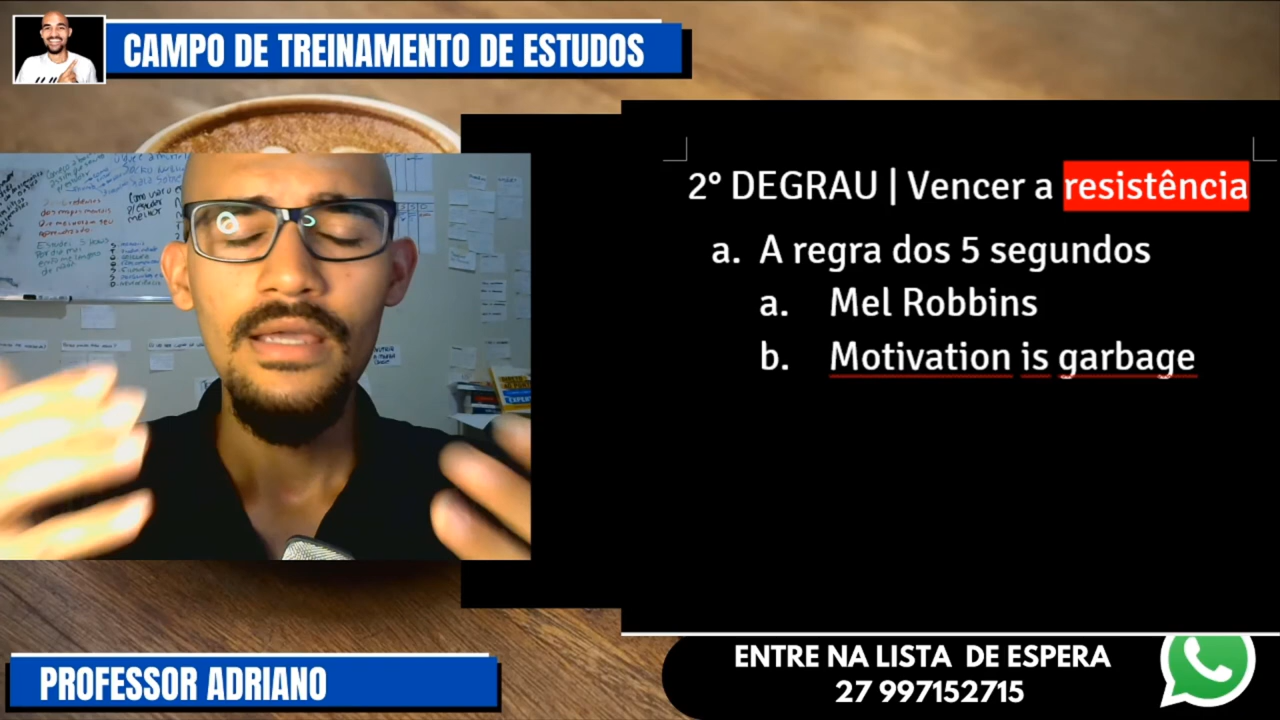 CAMPO DE TREINAMENTO DE ESTUDOS
2° DEGRAU | Vencer a resistência
a. A regra dos 5 segundos
a. Mel Robbins
b. Motivation is garbage
PROFESSOR ADRIANO
ENTRE NA LISTA DE ESPERA
27 997152715